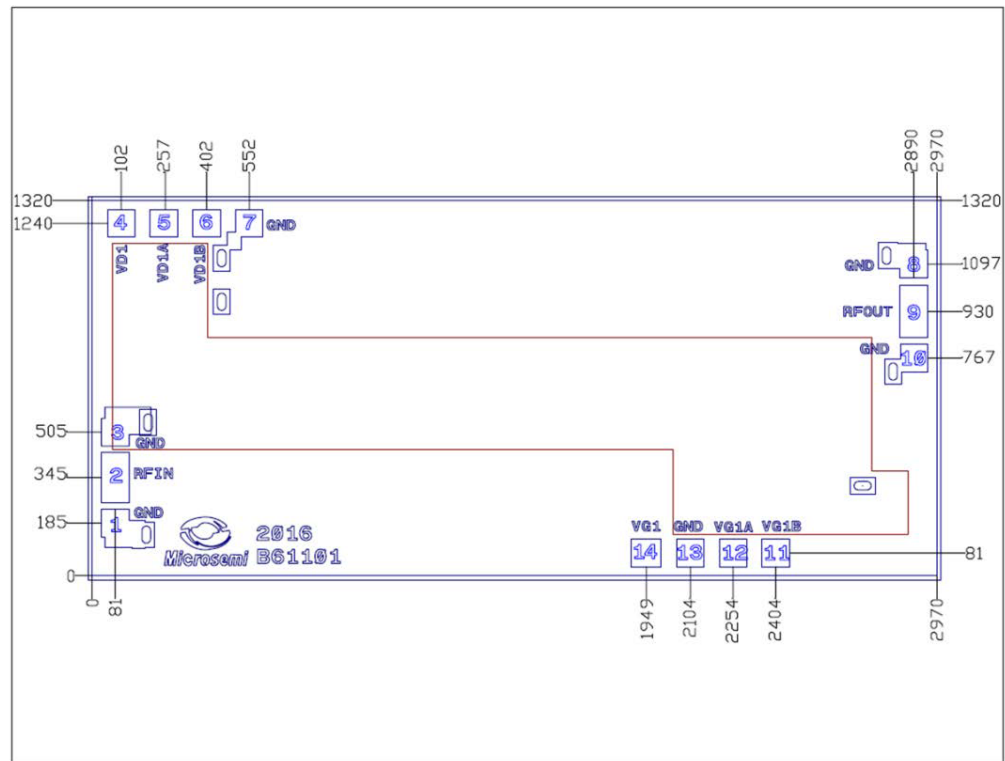 102 257 402 552 2890 2970
1320 1320
1240 4 5 6 7 GND
VD1 VD1A VD1B
GND 8 1097
RFOUT 9 930
GND 10 767
505 3 GND
345 2 RFIN
185 1 GND
2016
Microsemi B61101
VG1 GND VG1A VG1B
14 13 12 11 81
0
0 81 1949 2104 2254 2404 2970